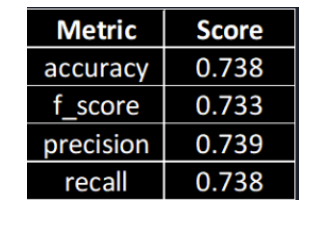 Metric Score
accuracy 0.738
f_score 0.733
precision 0.739
recall 0.738